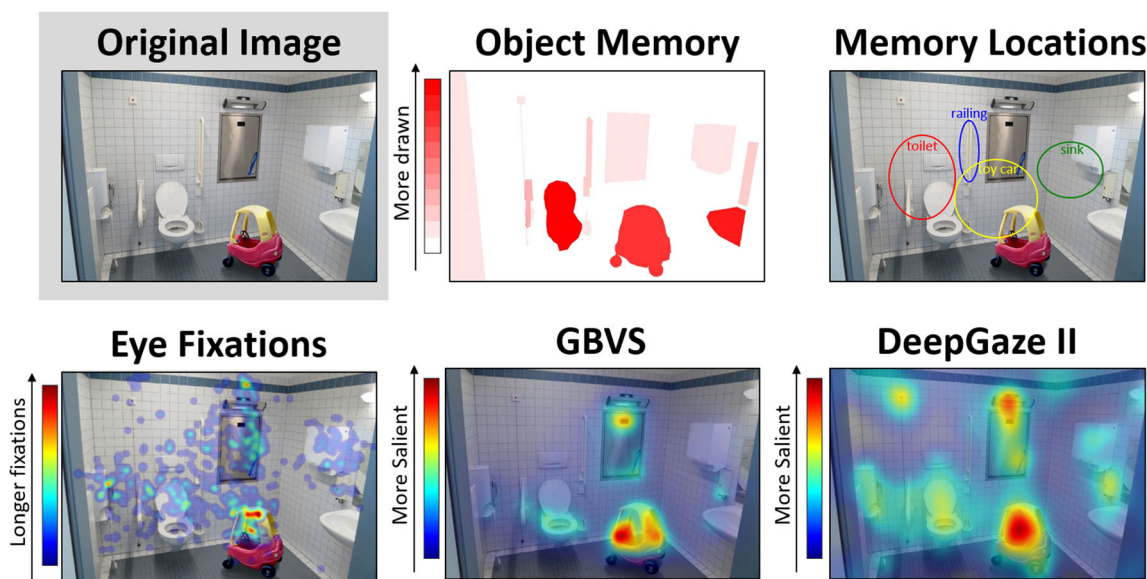 Original Image
Object Memory
Memory Locations
More drawn
railing
toilet
toy car
sink
Eye Fixations
GBVS
DeepGaze II
Longer fixations
More Salient
More Salient